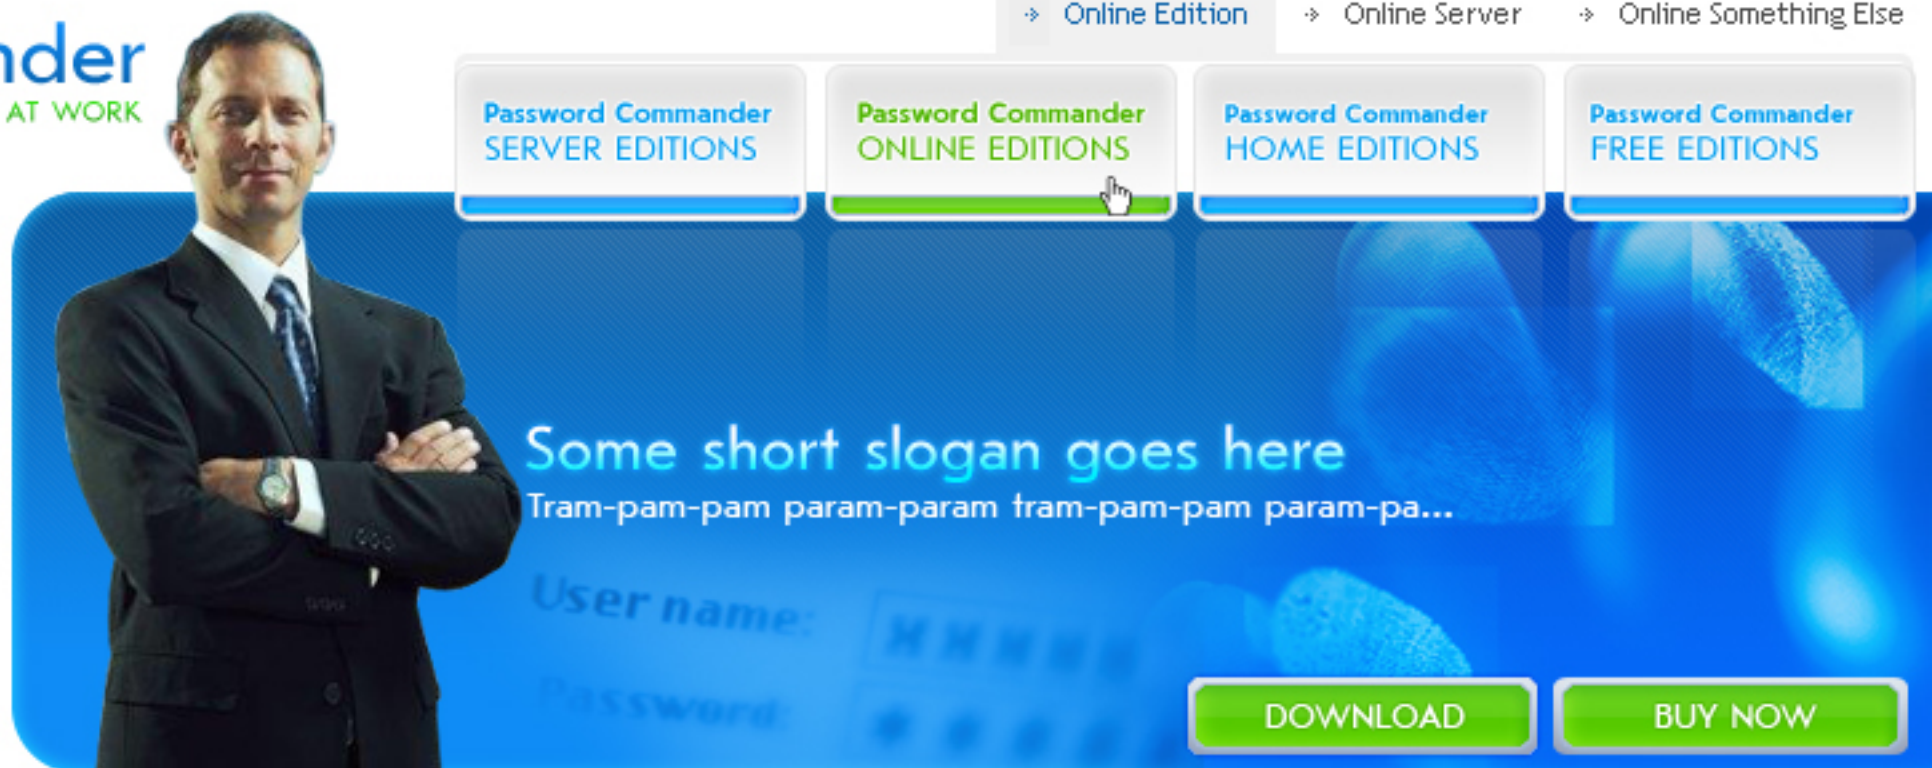 Online Edition
Online Server
Online Something Else
nder
AT WORK
Password Commander
SERVER EDITIONS
Password Commander
ONLINE EDITIONS
Password Commander
HOME EDITIONS
Password Commander
FREE EDITIONS
Some short slogan goes here
Tram-pam-pam param-param tram-pam-pam param-pa...
User name:
Password:
DOWNLOAD
BUY NOW